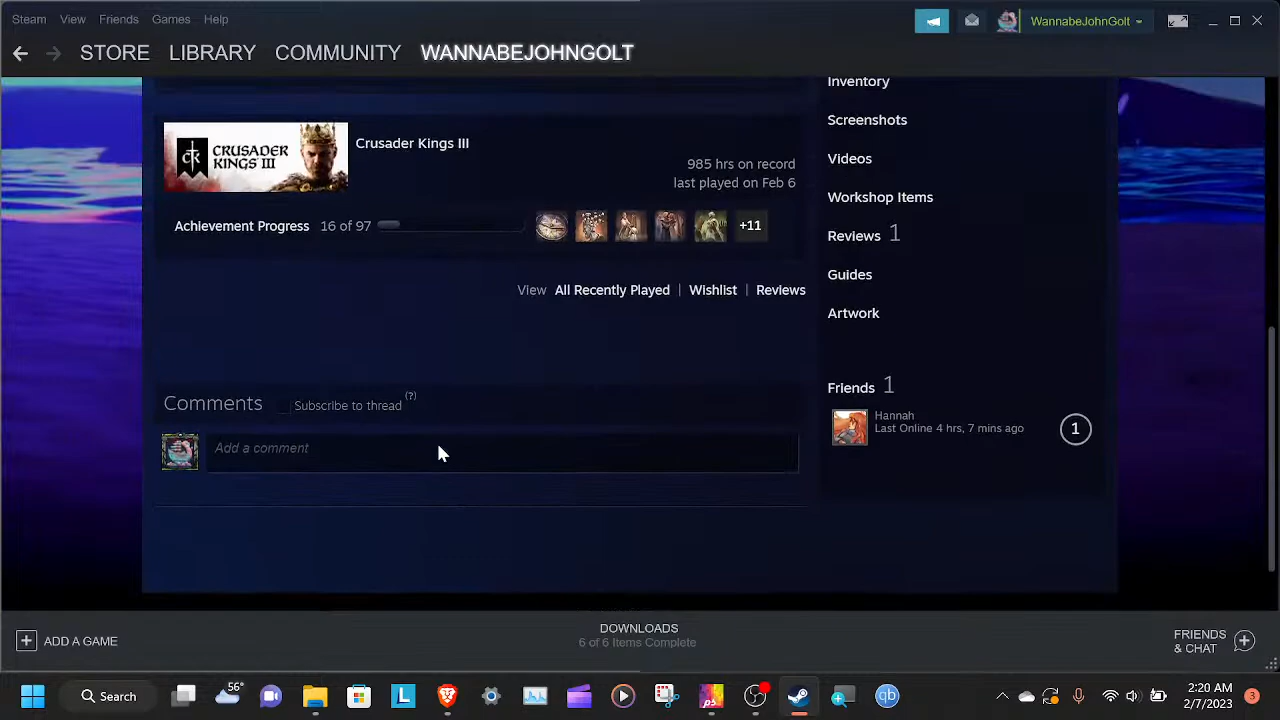 Steam View Friends Games Help
WannabeJohnGolt
STORE LIBRARY COMMUNITY WANNABEJOHNGOLT
Inventory
Screenshots
Videos
Workshop Items
Reviews 1
Guides
Artwork
CRUSADER KINGS III
Crusader Kings III
985 hrs on record
last played on Feb 6
Achievement Progress 16 of 97
+11
View All Recently Played | Wishlist | Reviews
Comments Subscribe to thread (?)
Add a comment
Friends 1
Hannah
Last Online 4 hrs, 7 mins ago
1
ADD A GAME
DOWNLOADS
6 of 6 Items Complete
FRIENDS
& CHAT
Search
56°
L
ps
qb
2:20 AM
2/7/2023
3